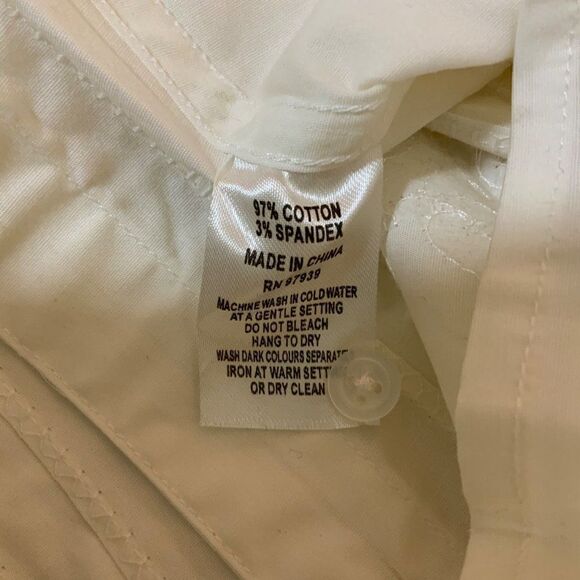 97% COTTON
3% SPANDEX
MADE IN CHINA
RN 97939
MACHINE WASH IN COLD WATER
AT A GENTLE SETTING
DO NOT BLEACH
HANG TO DRY
WASH DARK COLOURS SEPARATE
IRON AT WARM SETTING
OR DRY CLEAN